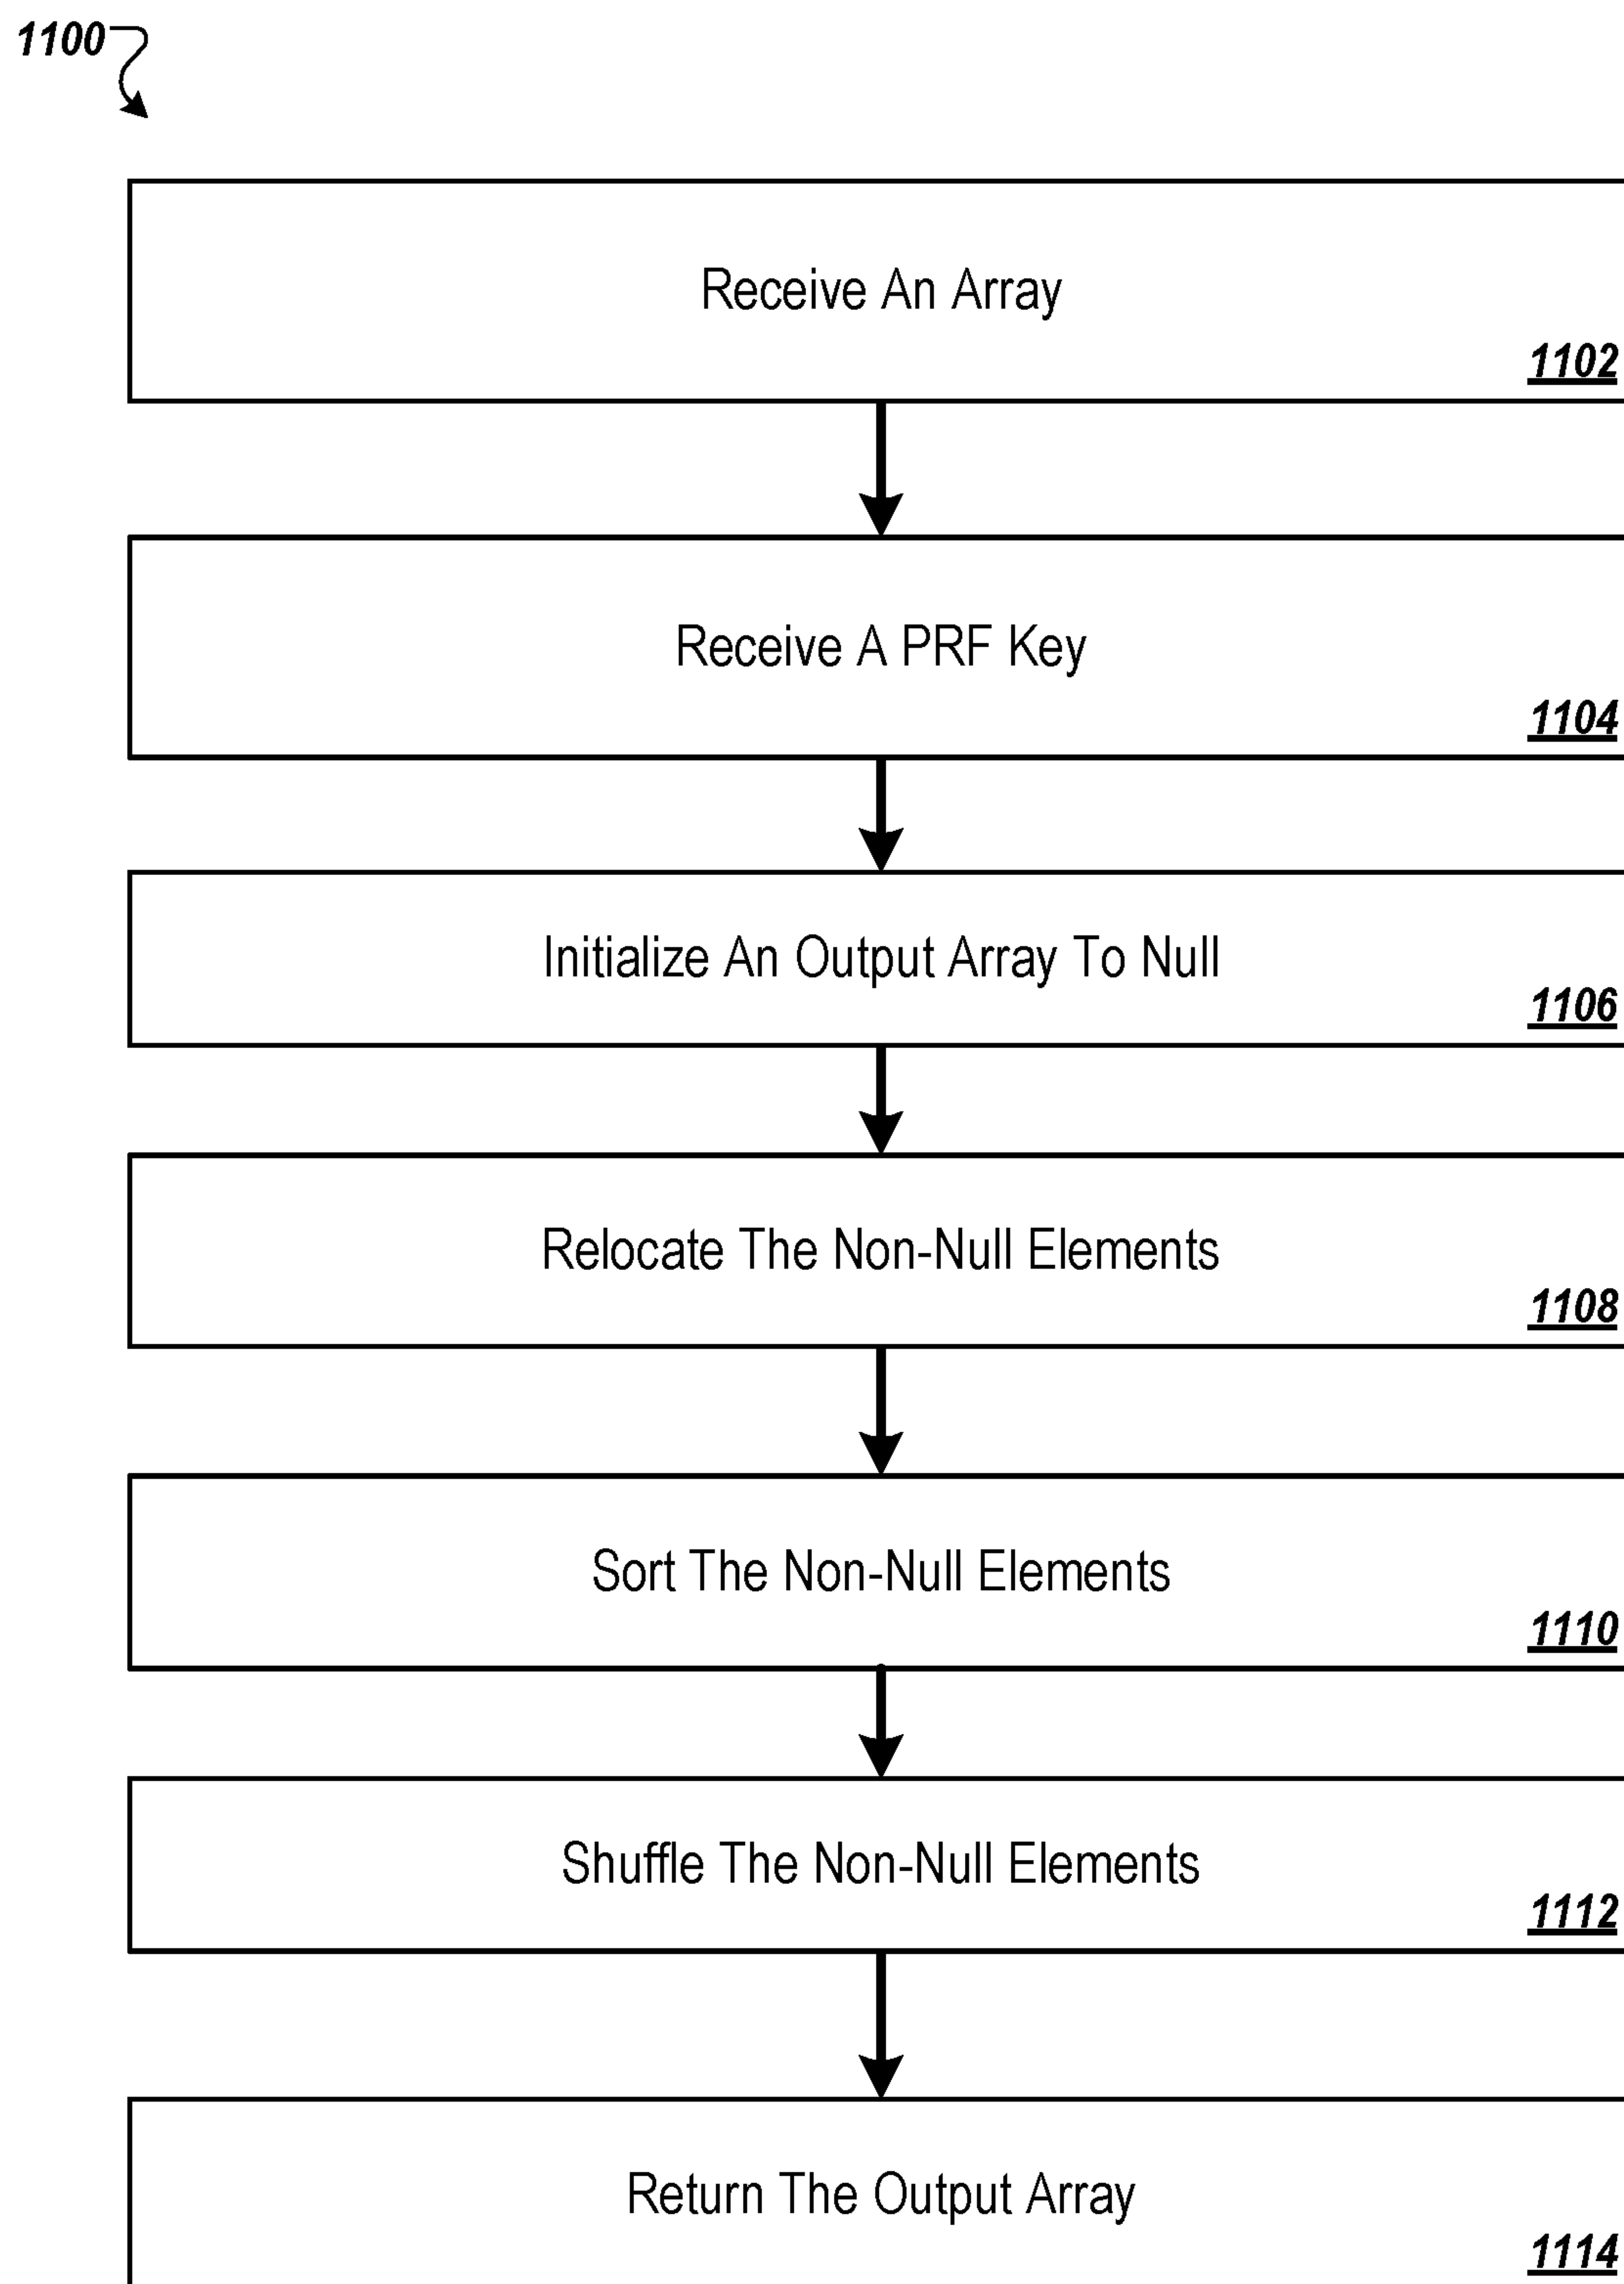 1100
Receive An Array
1102
Receive A PRF Key
1104
Initialize An Output Array To Null
1106
Relocate The Non-Null Elements
1108
Sort The Non-Null Elements
1110
Shuffle The Non-Null Elements
1112
Return The Output Array
1114